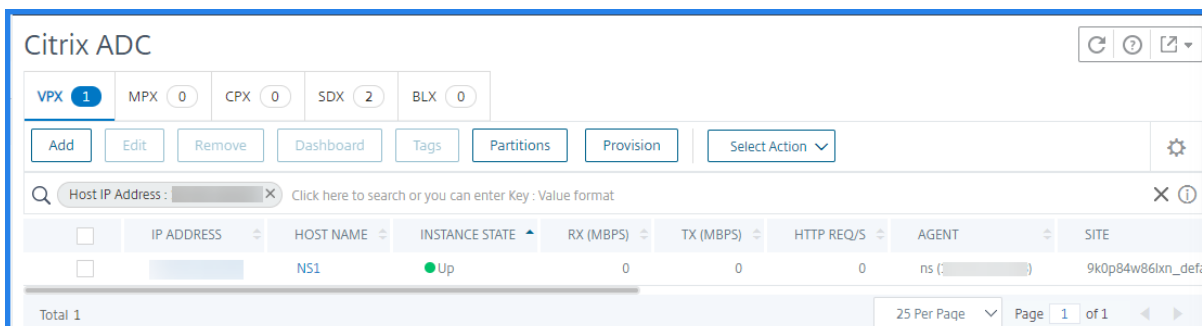 Citrix ADC
VPX 1 MPX 0 CPX 0 SDX 2 BLX 0
Add Edit Remove Dashboard Tags Partitions Provision Select Action
Host IP Address : Click here to search or you can enter Key : Value format
IP ADDRESS HOST NAME INSTANCE STATE RX (MBPS) TX (MBPS) HTTP REQ/S AGENT SITE
NS1 Up 0 0 0 ns ( ) 9k0p84w86lxn_defa
Total 1 25 Per Page Page 1 of 1